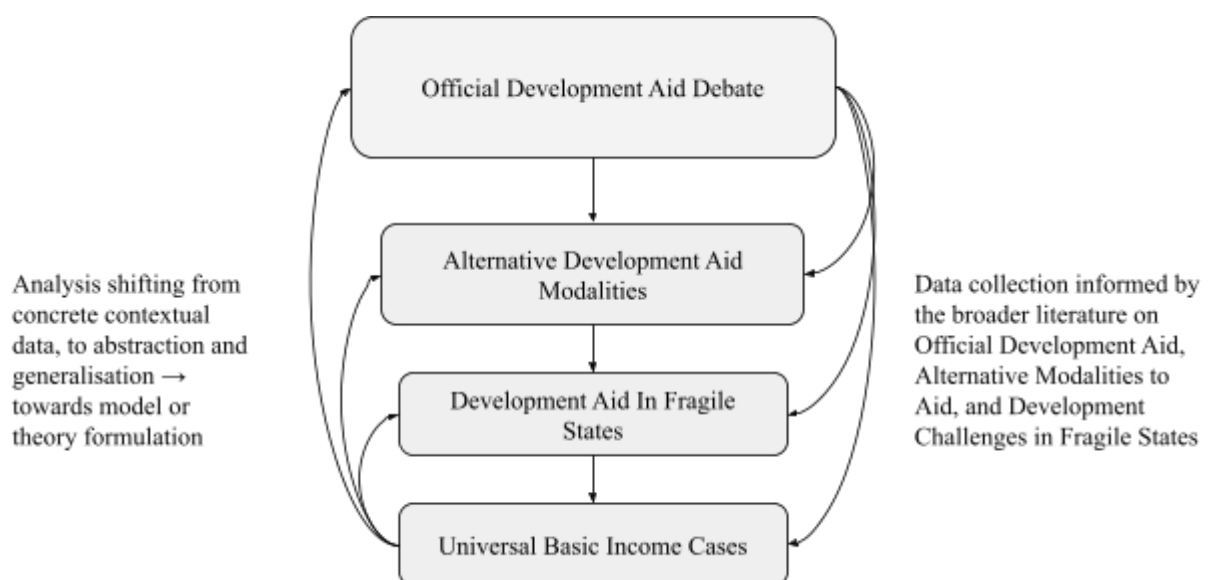 Official Development Aid Debate
Alternative Development Aid
Modalities
Analysis shifting from
concrete contextual
data, to abstraction and
generalisation →
towards model or
theory formulation
Data collection informed by
the broader literature on
Official Development Aid,
Alternative Modalities to
Aid, and Development
Challenges in Fragile States
Development Aid In Fragile
States
Universal Basic Income Cases